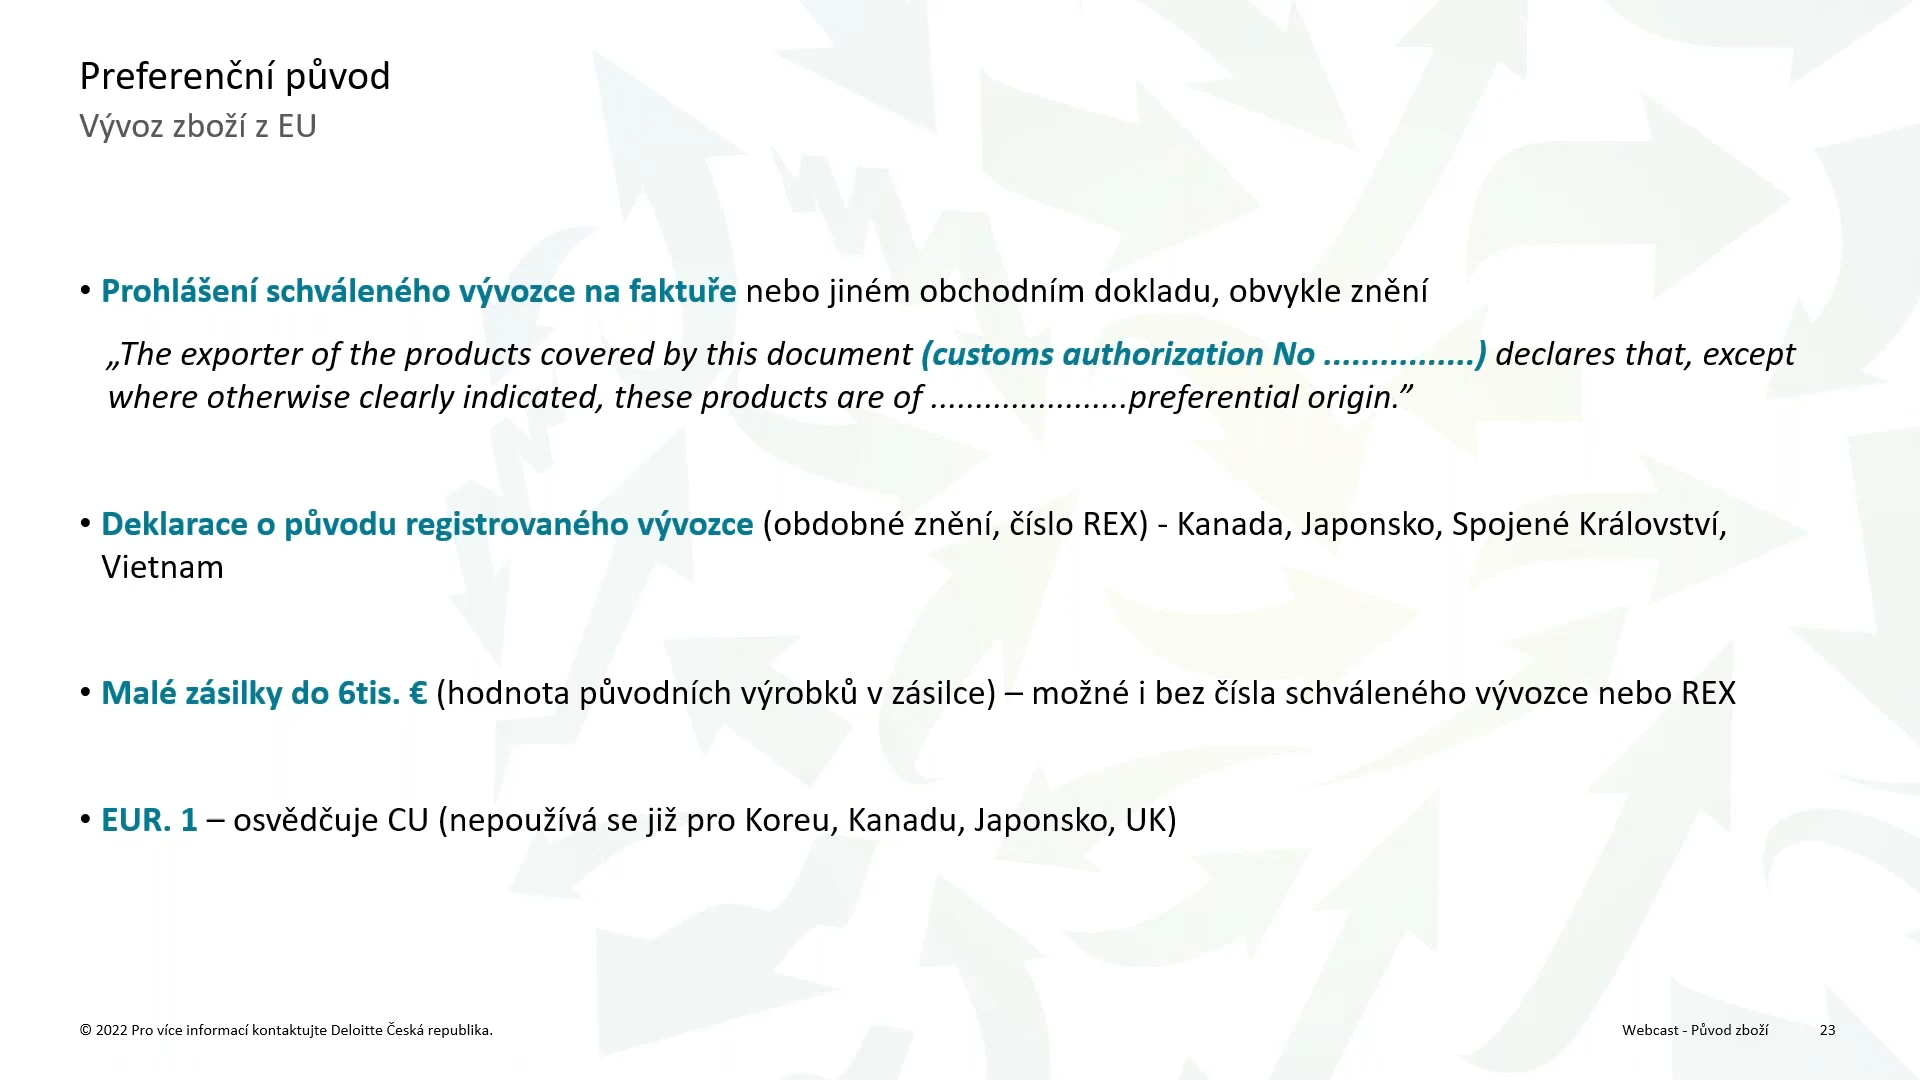 Preferenční původ
Vývoz zboží z EU
• Prohlášení schváleného vývozce na faktuře nebo jiném obchodním dokladu, obvykle znění
„The exporter of the products covered by this document (customs authorization No ................) declares that, except
where otherwise clearly indicated, these products are of ......................preferential origin.”
• Deklarace o původu registrovaného vývozce (obdobné znění, číslo REX) - Kanada, Japonsko, Spojené Království,
Vietnam
• Malé zásilky do 6tis. € (hodnota původních výrobků v zásilce) – možné i bez čísla schváleného vývozce nebo REX
• EUR. 1 – osvědčuje CU (nepoužívá se již pro Koreu, Kanadu, Japonsko, UK)
© 2022 Pro více informací kontaktujte Deloitte Česká republika.
Webcast - Původ zboží 23